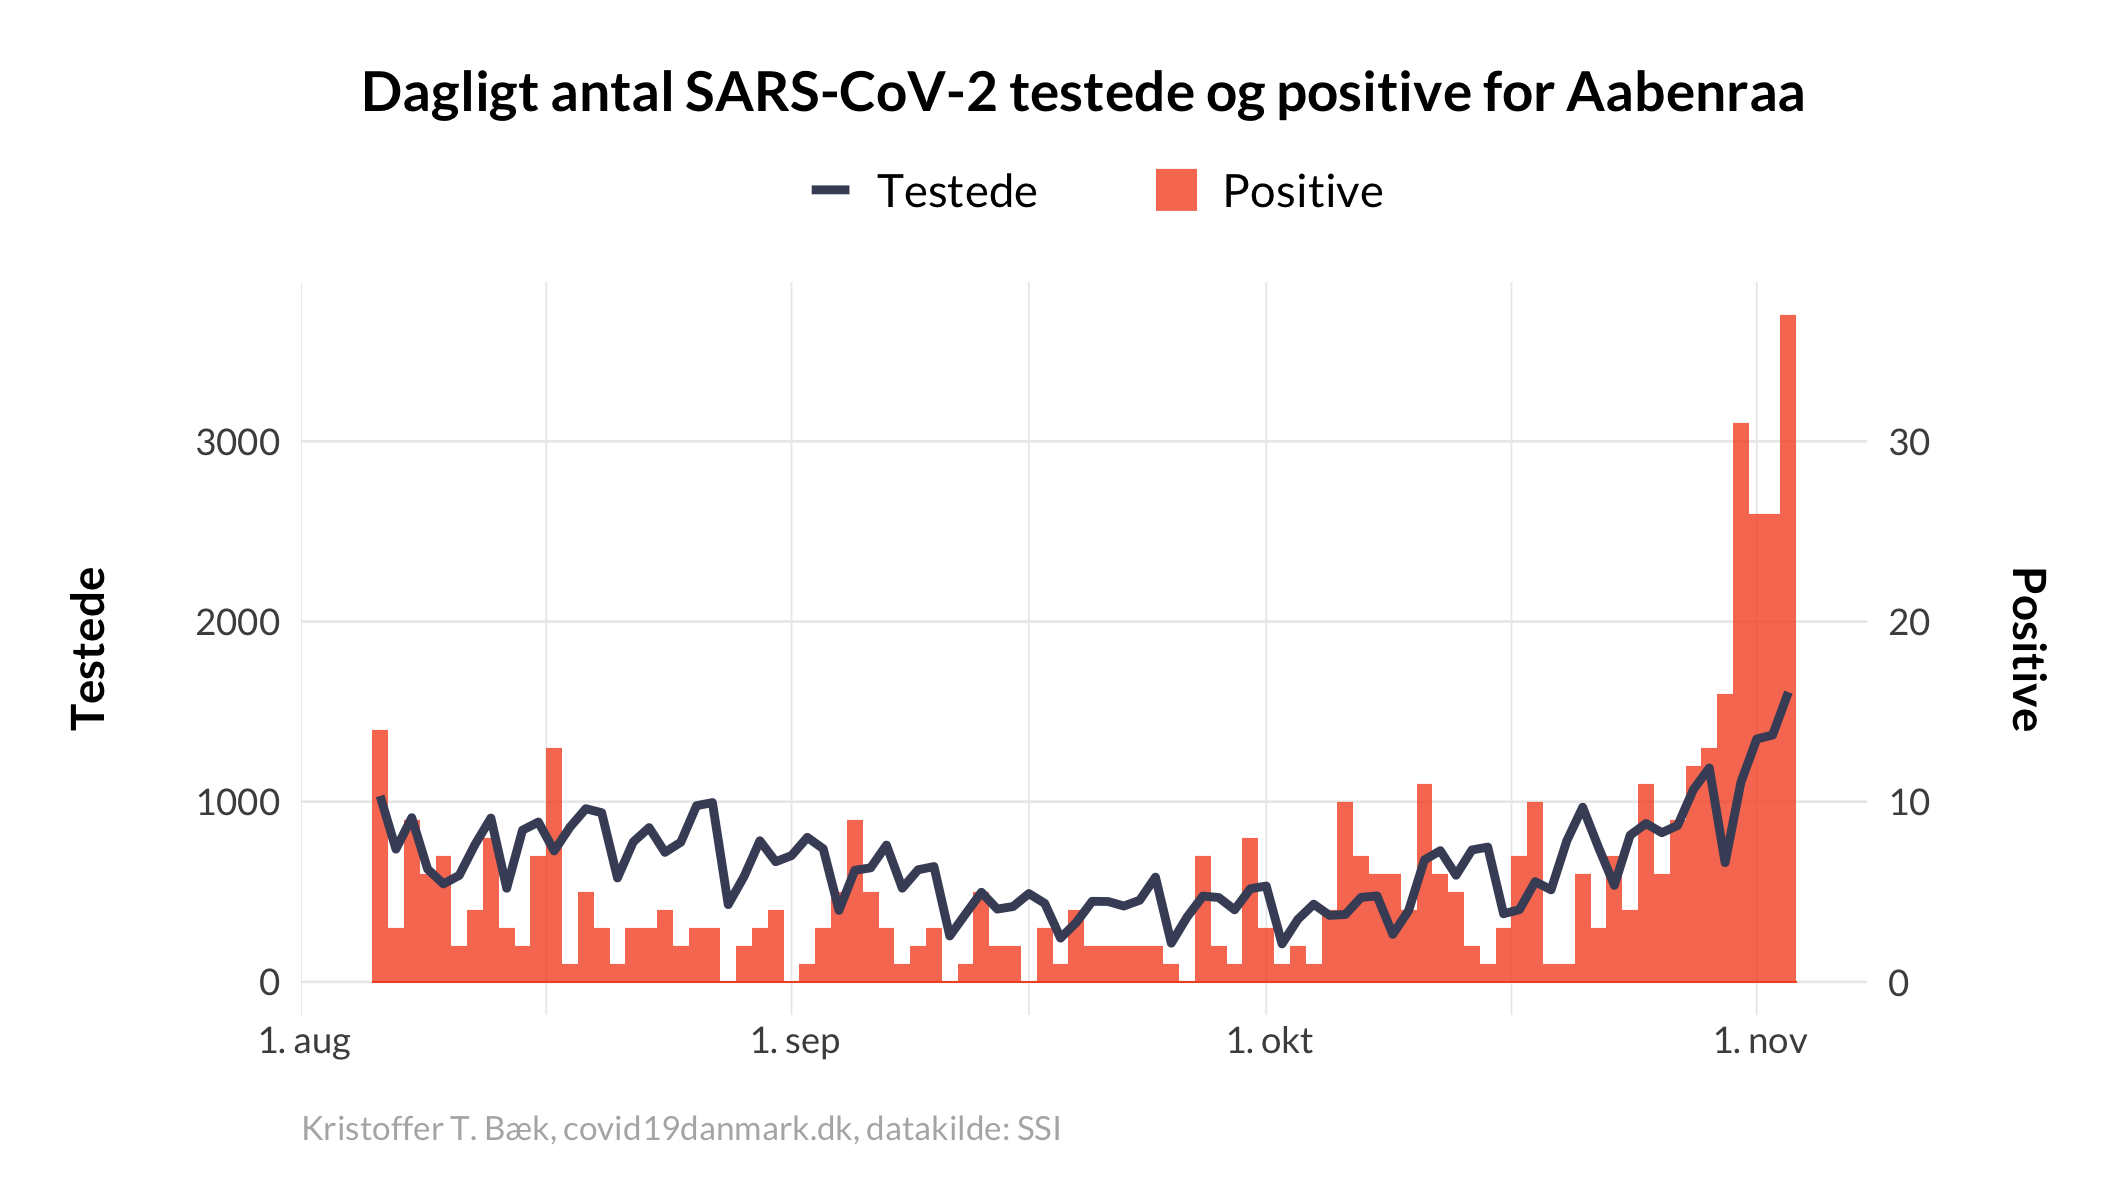 Dagligt antal SARS-CoV-2 testede og positive for Aabenraa
Testede
Positive
Testede
3000
2000
1000
0
30
20
10
0
Positive
1. aug
1. sep
1. okt
1. nov
Kristoffer T. Bæk, covid19danmark.dk, datakilde: SSI